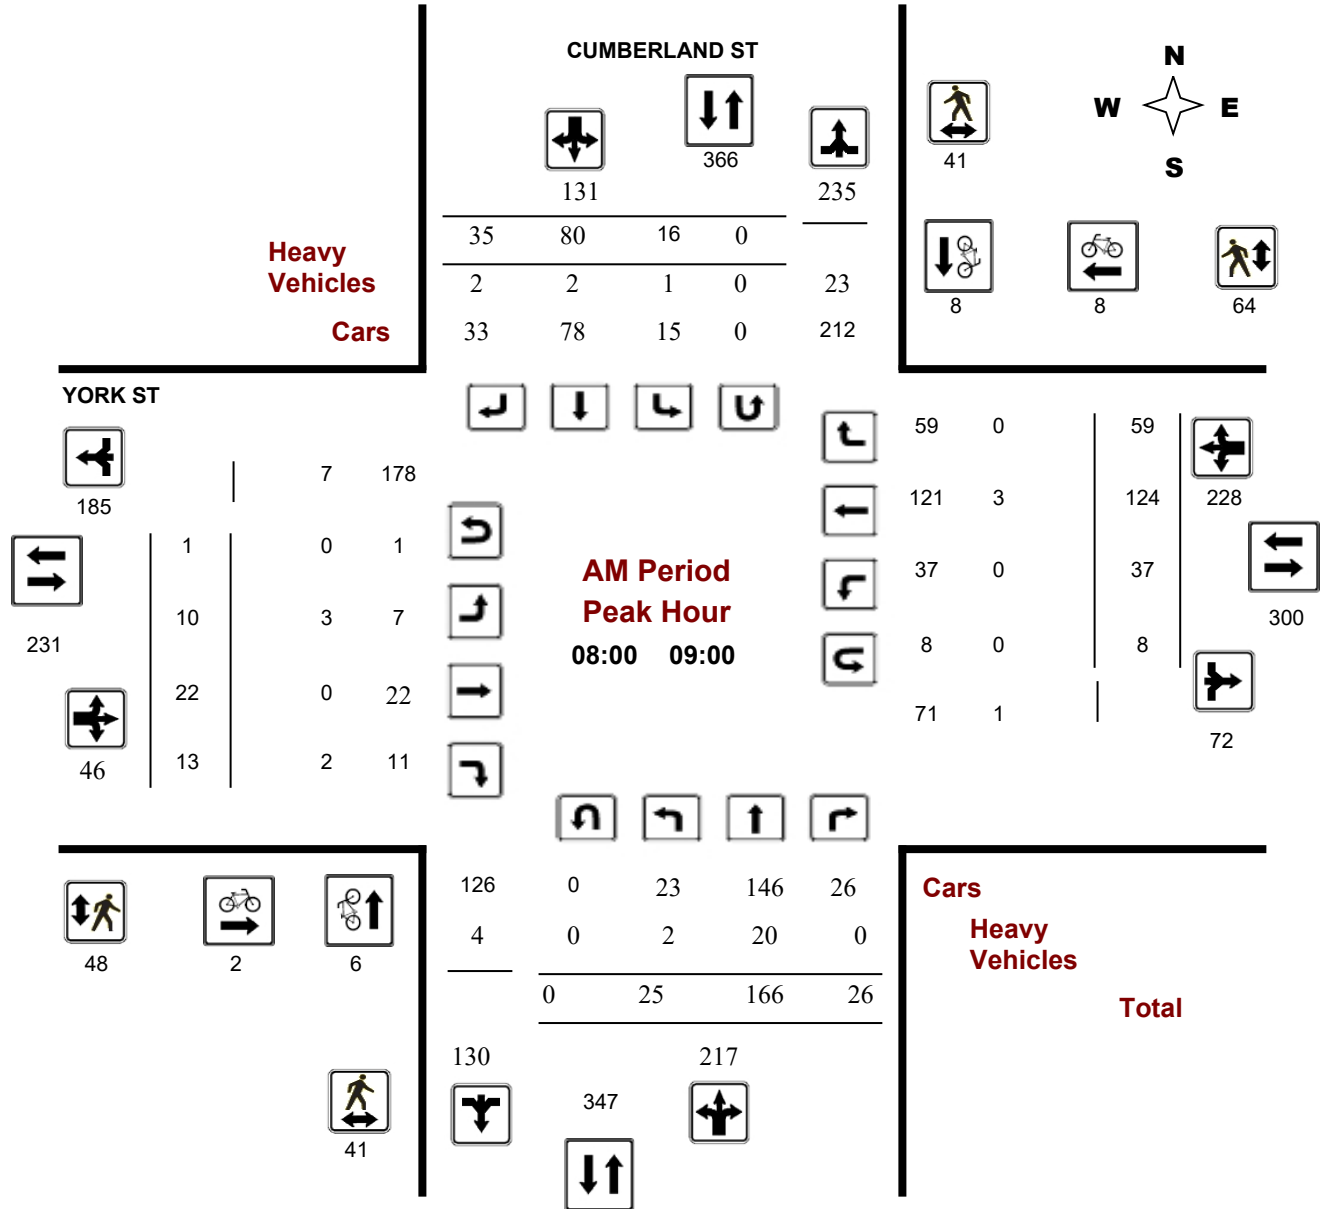 CUMBERLAND ST
N
W E
S
366
41
131
235
35 80 16 0
Heavy
Vehicles
2 2 1 0 23
8 8 64
Cars
33 78 15 0 212
YORK ST
59 0 59
7 178
185
121 3 124 228
1 0 1
AM Period
37 0 37
Peak Hour
10 3 7
300
231
08:00 09:00
8 0 8
22 0 22
71 1
72
46
13 2 11
126 0 23 146 26
Cars
4 0 2 20 0
Heavy
Vehicles
48 2 6
0 25 166 26
Total
130 217
347
41